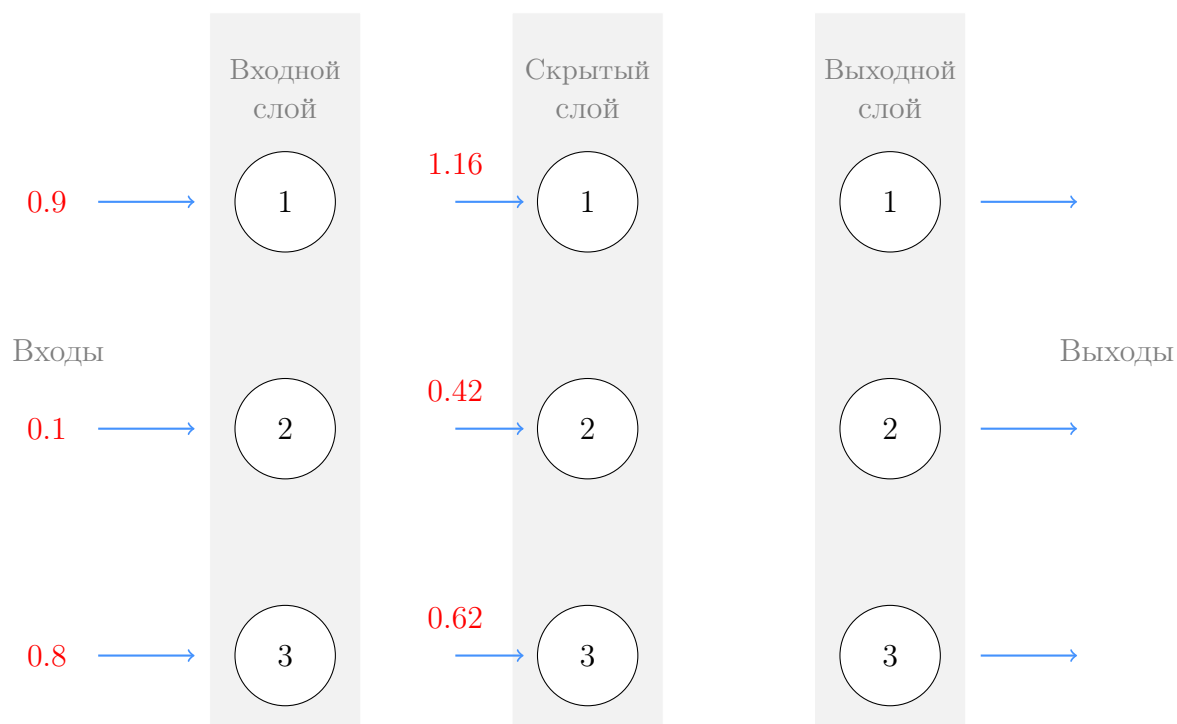 Входной
слой
Скрытый
слой
Выходной
слой
1.16
0.9
1
1
1
Входы
Выходы
0.42
0.1
2
2
2
0.62
0.8
3
3
3